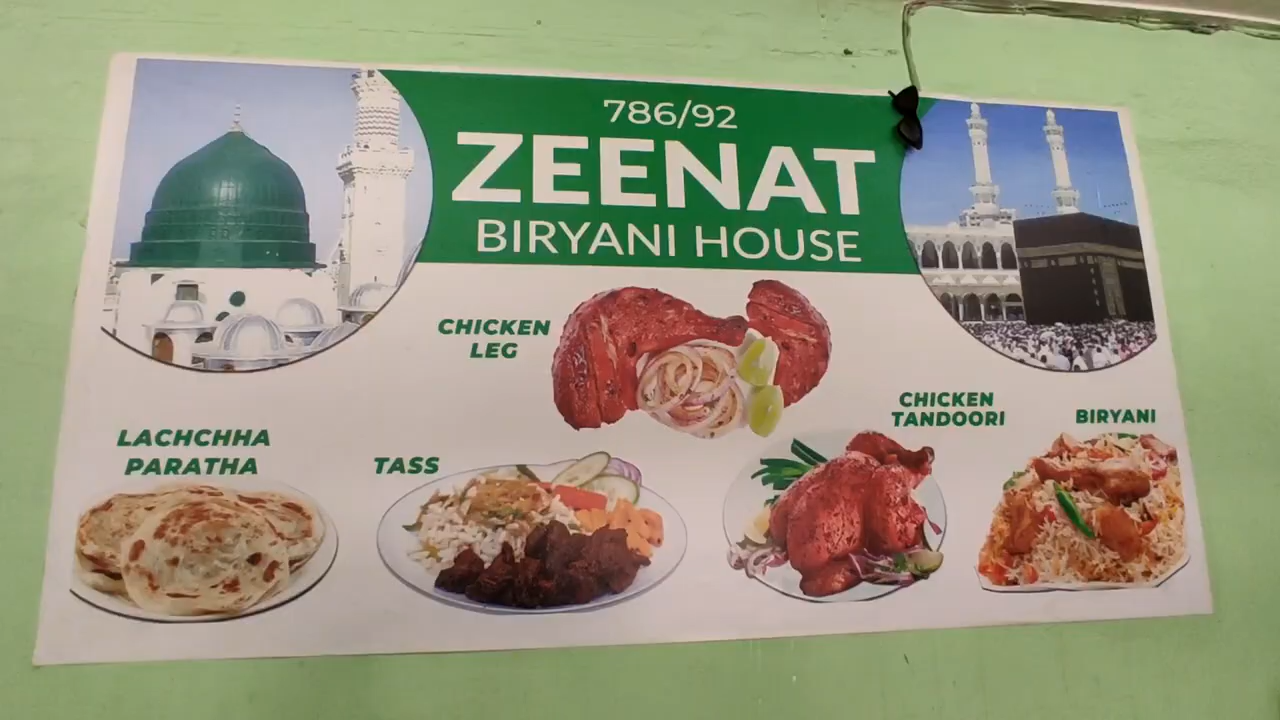 786/92
ZEENAT
BIRYANI HOUSE
CHICKEN
LEG
CHICKEN
TANDOORI
BIRYANI
LACHCHHA
PARATHA
TASS